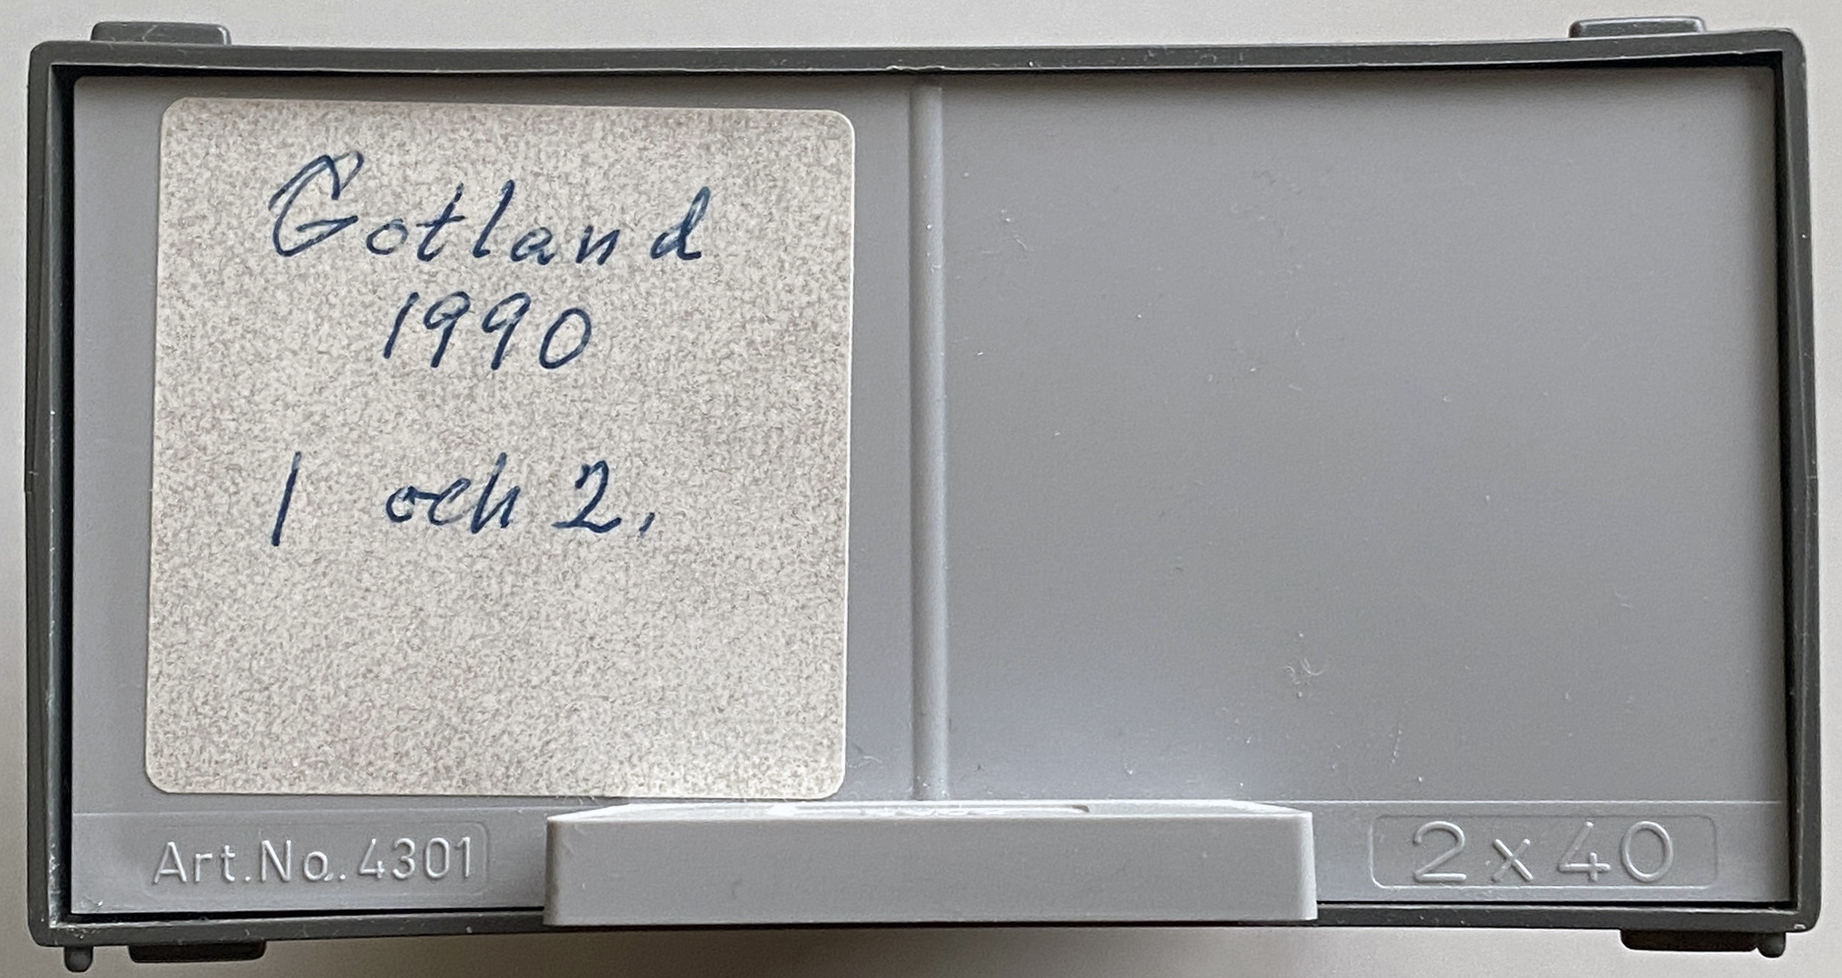 Gotland
1990
1 och 2.
Art.No.4301
2x40